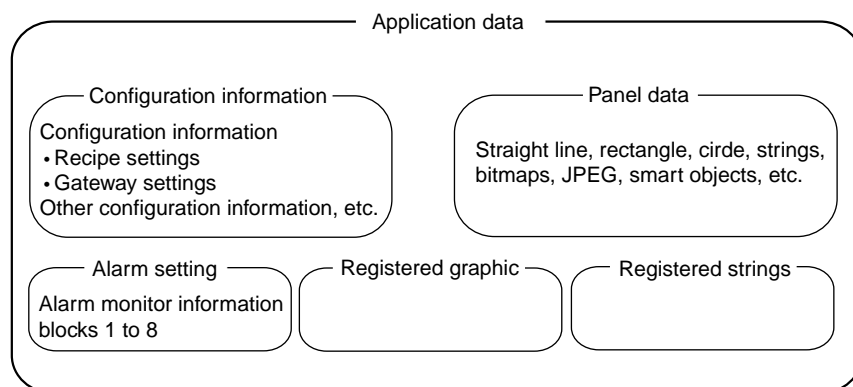 Application data
Configuration information
Configuration information
• Recipe settings
• Gateway settings
Other configuration information, etc.
Panel data
Straight line, rectangle, cirde, strings,
bitmaps, JPEG, smart objects, etc.
Alarm setting
Alarm monitor information
blocks 1 to 8
Registered graphic
Registered strings